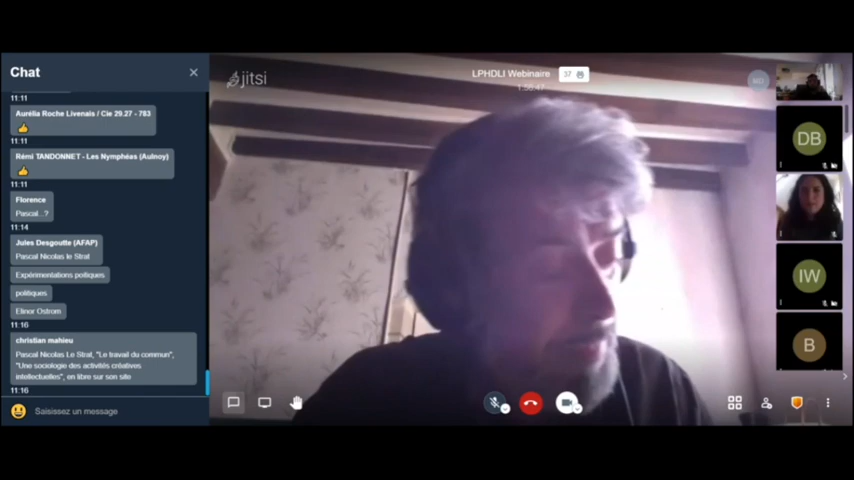 Chat
11:11
Aurélia Roche Livenais / Cie 29.27 - 783
11:11
Rémi TANDONNET - Les Nymphéas (Aulnoy)
11:11
Florence
Pascal...?
11:14
Jules Desgoutte (AFAP)
Pascal Nicolas le Strat
Expérimentations poitiques
politiques
Elinor Ostrom
11:16
christian mahieu
Pascal Nicolas Le Strat, "Le travail du commun",
"Une sociologie des activités créatives
intellectuelles", en libre sur son site
11:16
Saisissez un message
jitsi
LPHDLI Webinaire
37
1:56:47
DB
IW
B